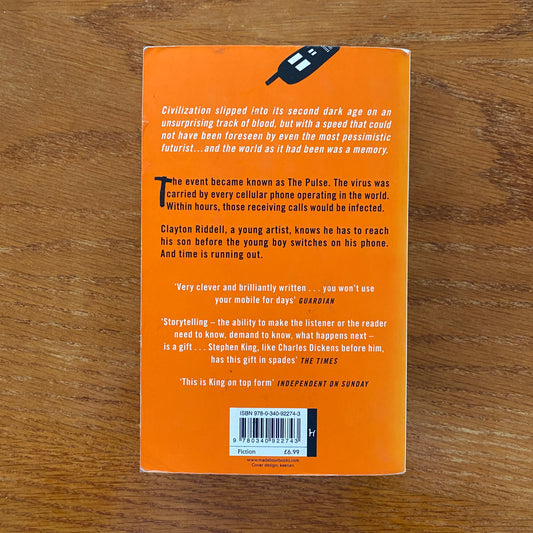 Civilization slipped into its second dark age on an
unsurprising track of blood, but with a speed that could
not have been foreseen by even the most pessimistic
futurist...and the world as it had been was a memory.
The event became known as The Pulse. The virus was
carried by every cellular phone operating in the world.
Within hours, those receiving calls would be infected.
Clayton Riddell, a young artist, knows he has to reach
his son before the young boy switches on his phone.
And time is running out.
‘Very clever and brilliantly written . . . you won’t use
your mobile for days’ GUARDIAN
‘Storytelling – the ability to make the listener or the reader
need to know, demand to know, what happens next –
is a gift . . . Stephen King, like Charles Dickens before him,
has this gift in spades’ THE TIMES
‘This is King on top form’ INDEPENDENT ON SUNDAY
ISBN 978-0-340-92274-3
9 780340 922743
Fiction £6.99
Cover design: keenan